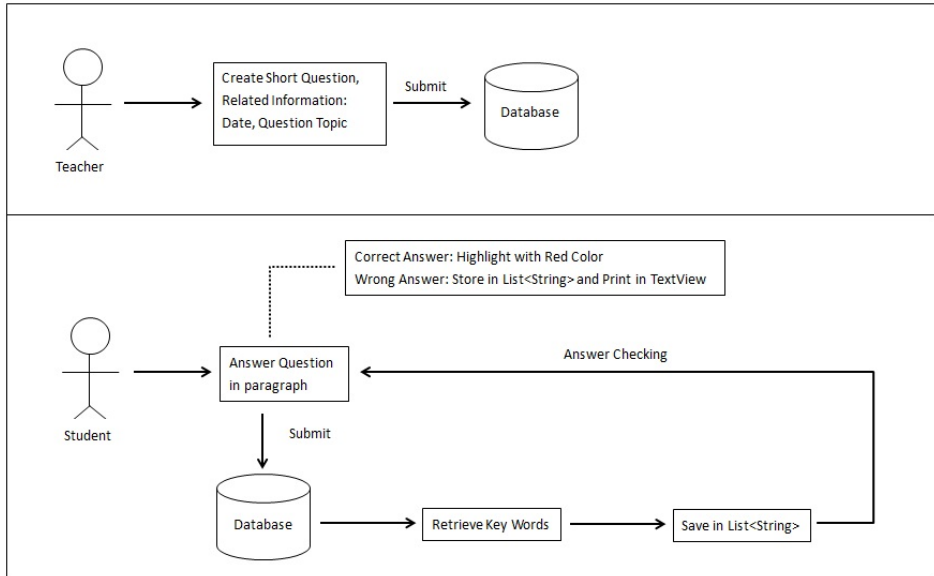 Create Short Question,
Related Information:
Date, Question Topic
Submit
Database
Teacher
Correct Answer: Highlight with Red Color
Wrong Answer: Store in List<String> and Print in TextView
Answer Question
in paragraph
Answer Checking
Student
Submit
Database
Retrieve Key Words
Save in List<String>